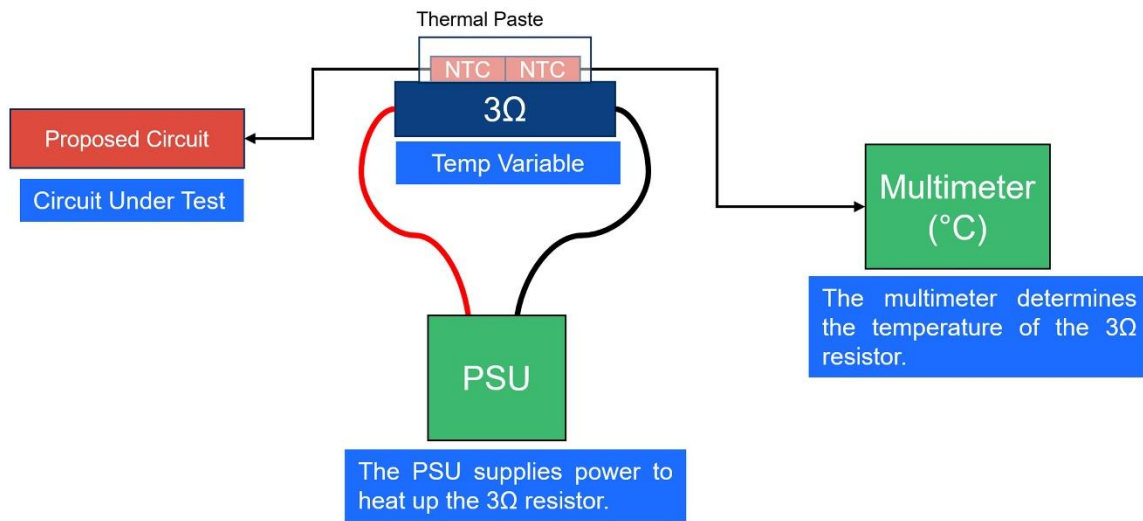 Thermal Paste
NTC NTC
3Ω
Temp Variable
Proposed Circuit
Circuit Under Test
Multimeter
(°C)
The multimeter determines
the temperature of the 3Ω
resistor.
PSU
The PSU supplies power to
heat up the 3Ω resistor.